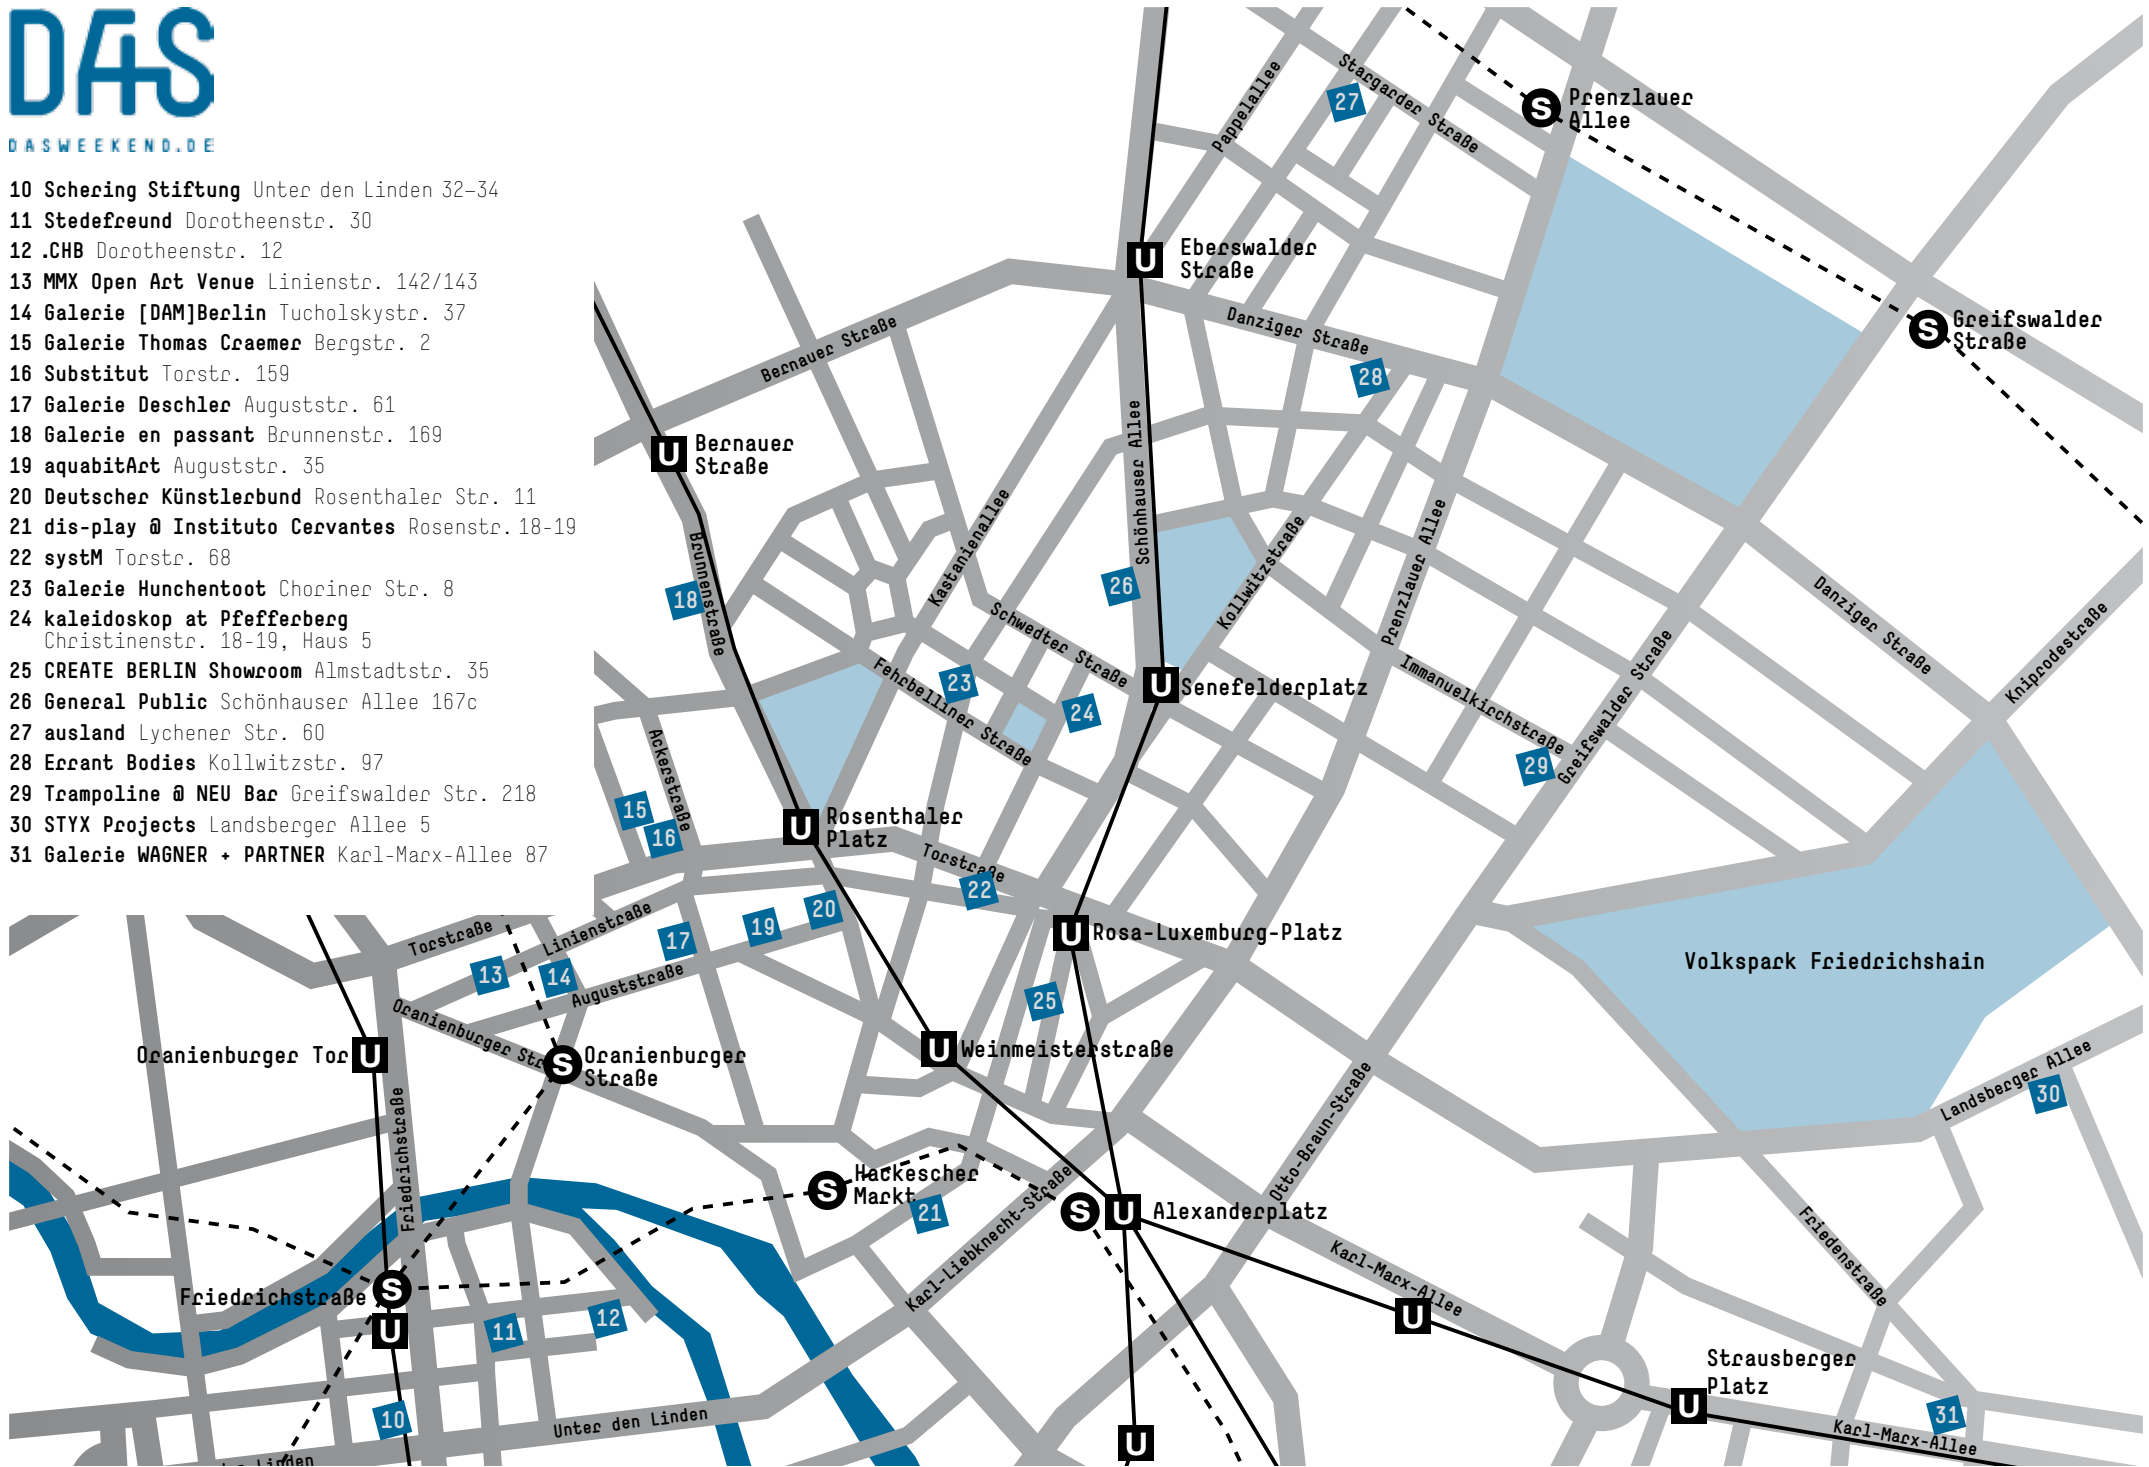 DAS
DASWEEKEND.DE
10 Schering Stiftung Unter den Linden 32–34
11 Stedefreund Dorotheenstr. 30
12 .CHB Dorotheenstr. 12
13 MMX Open Art Venue Linienstr. 142/143
14 Galerie [DAM]Berlin Tucholskystr. 37
15 Galerie Thomas Craemer Bergstr. 2
16 Substitut Torstr. 159
17 Galerie Deschler Auguststr. 61
18 Galerie en passant Brunnenstr. 169
19 aquabitArt Auguststr. 35
20 Deutscher Künstlerbund Rosenthaler Str. 11
21 dis-play @ Instituto Cervantes Rosenstr. 18-19
22 systM Torstr. 68
23 Galerie Hunchentoot Choriner Str. 8
24 kaleidoskop at Pfefferberg
Christinenstr. 18-19, Haus 5
25 CREATE BERLIN Showroom Almstadtstr. 35
26 General Public Schönhauser Allee 167c
27 ausland Lychener Str. 60
28 Errant Bodies Kollwitzstr. 97
29 Trampoline @ NEU Bar Greifswalder Str. 218
30 STYX Projects Landsberger Allee 5
31 Galerie WAGNER + PARTNER Karl-Marx-Allee 87
Pappelallee
Stargarder Straße
27
S
Prenzlauer
Allee
U
Eberswalder
Straße
S
Greifswalder
Straße
Bernauer Straße
Danziger Straße
28
U
Bernauer
Straße
Schönhauser Allee
Kastanienallee
Brunnenstraße
18
26
Kollwitzstraße
Prenzlauer Allee
Schwedter Straße
Danziger Straße
Kniprodestraße
Immanuelkirchstraße
Greifswalder Straße
Fehrbelliner Straße
23
24
U
Senefelderplatz
29
Ackerstraße
15
16
U
Rosenthaler
Platz
Torstraße
22
20
19
17
Linienstraße
Torstraße
13
14
Auguststraße
U
Rosa-Luxemburg-Platz
Volkspark Friedrichshain
25
Oranienburger Str
Oranienburger Tor
U
S
Oranienburger
Straße
U
Weinmeisterstraße
Landsberger Allee
30
Friedrichstraße
Otto-Braun-Straße
S
Hackescher
Markt
21
Karl-Liebknecht-Straße
S
U
Alexanderplatz
Friedenstraße
Karl-Marx-Allee
U
Friedrichstraße
S
U
11
12
10
Unter den Linden
der Linden
Strausberger
Platz
U
31
Karl-Marx-Allee
U